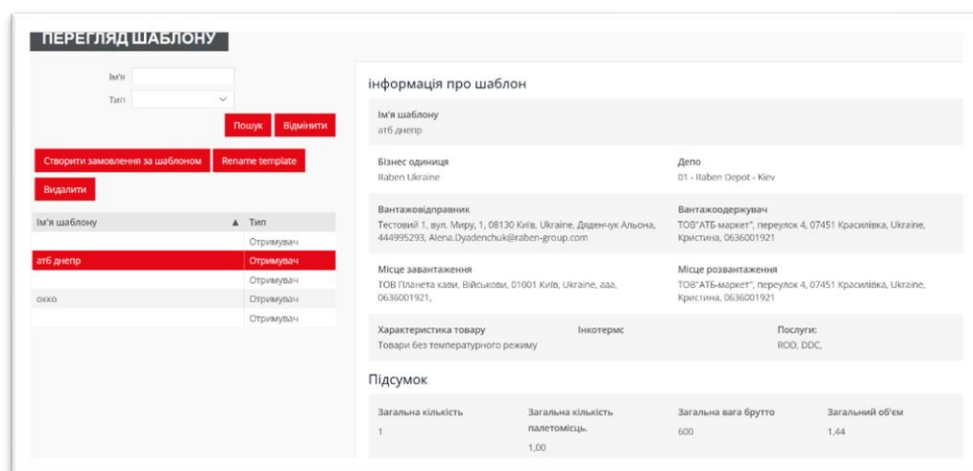 ПЕРЕГЛЯД ШАБЛОНУ
Ім'я
Тип
Пошук Відмінити
Створити замовлення за шаблоном Rename template
Видалити
Ім'я шаблону ▲ Тип
Отримувач
атб днепр Отримувач
Отримувач
окко Отримувач
Отримувач
інформація про шаблон
Ім'я шаблону
атб днепр
Бізнес одиниця Депо
Raben Ukraine 01 - Raben Depot - Kiev
Вантажовідправник Вантажоодержувач
Тестовий 1, вул. Миру, 1, 08130 Київ, Ukraine, Дяденчук Альона, ТОВ"АТБ-маркет", переулок 4, 07451 Красилівка, Ukraine,
444995293, Alena.Dyadenchuk@raben-group.com Кристина, 0636001921
Місце завантаження Місце розвантаження
ТОВ Планета кави, Військови, 01001 Київ, Ukraine, ааа, ТОВ"АТБ-маркет", переулок 4, 07451 Красилівка, Ukraine,
0636001921, Кристина, 0636001921
Характеристика товару Інкотермс Послуги:
Товари без температурного режиму ROD, DDC,
Підсумок
Загальна кількість Загальна кількість Загальна вага брутто Загальний об'єм
1 палетомісць. 600 1,44
1,00